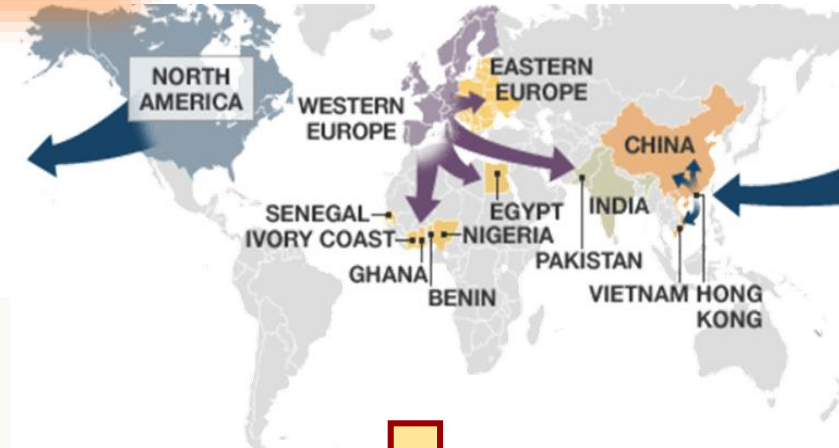 NORTH
AMERICA
WESTERN
EUROPE
EASTERN
EUROPE
CHINA
SENEGAL
IVORY COAST
GHANA
BENIN
NIGERIA
EGYPT
INDIA
PAKISTAN
VIETNAM
HONG
KONG